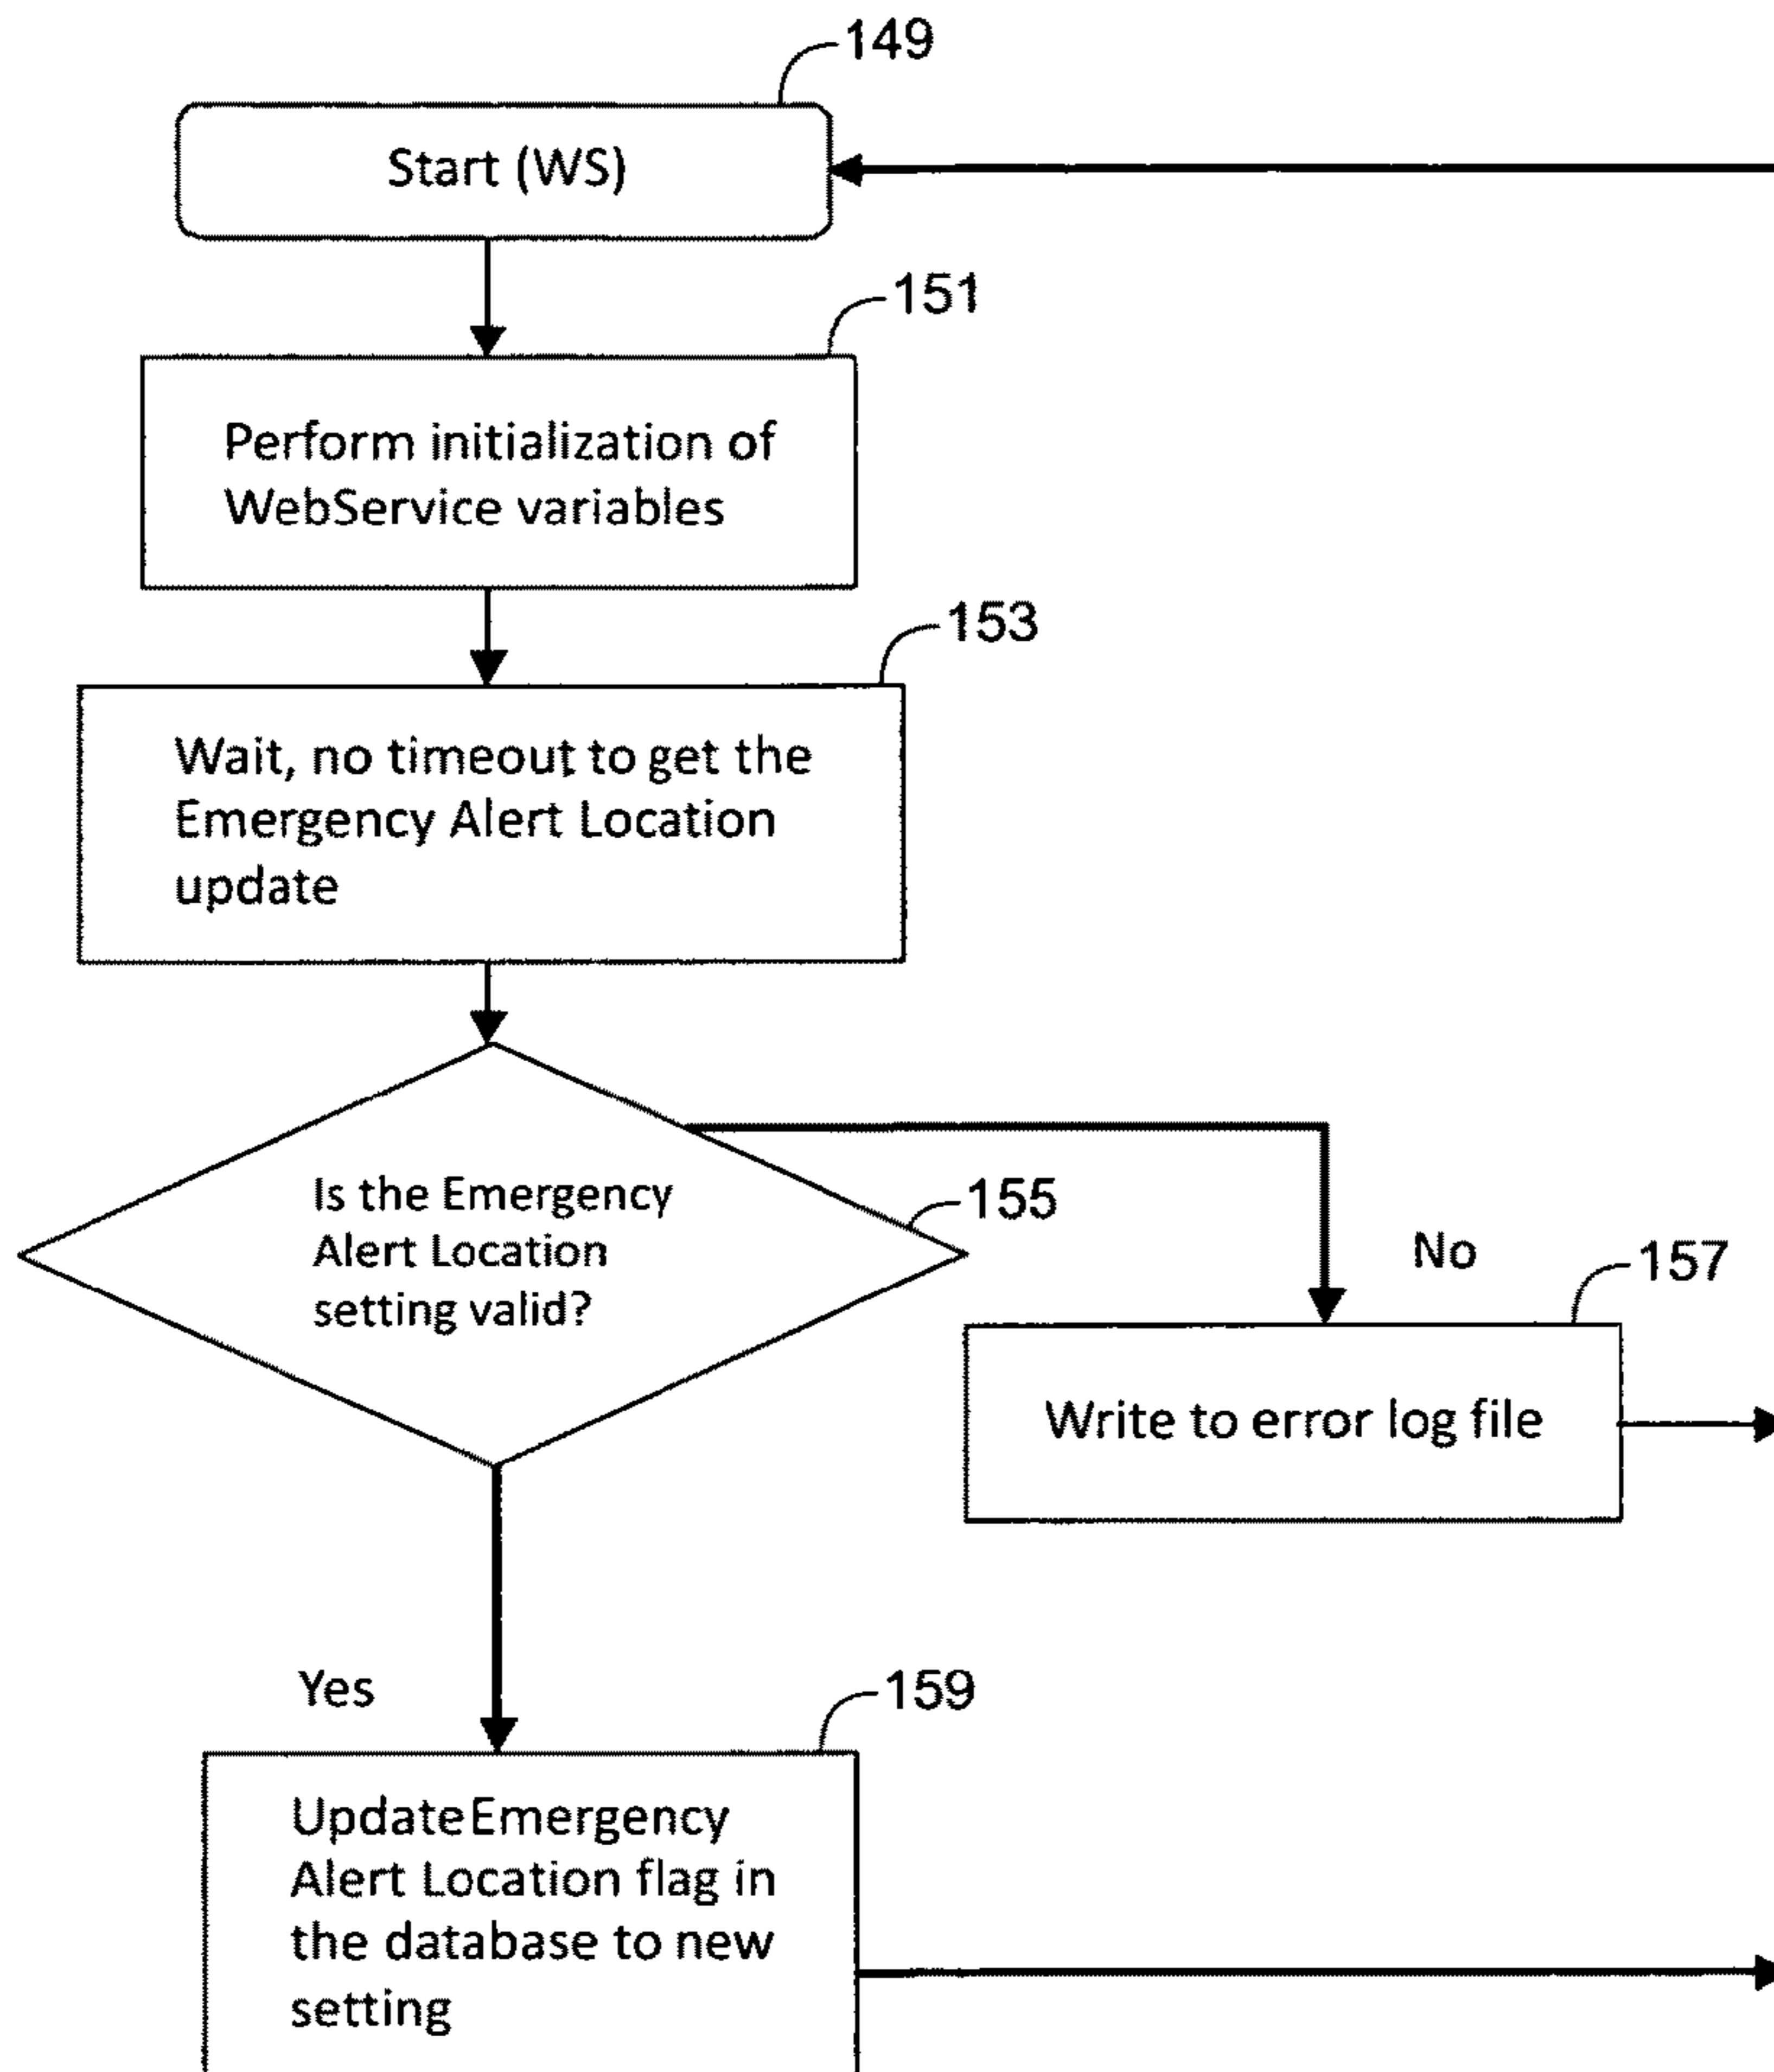 149
Start (WS)
151
Perform initialization of
WebService variables
153
Wait, no timeout to get the
Emergency Alert Location
update
Is the Emergency
Alert Location
setting valid?
155
No
157
Write to error log file
Yes
159
Update Emergency
Alert Location flag in
the database to new
setting